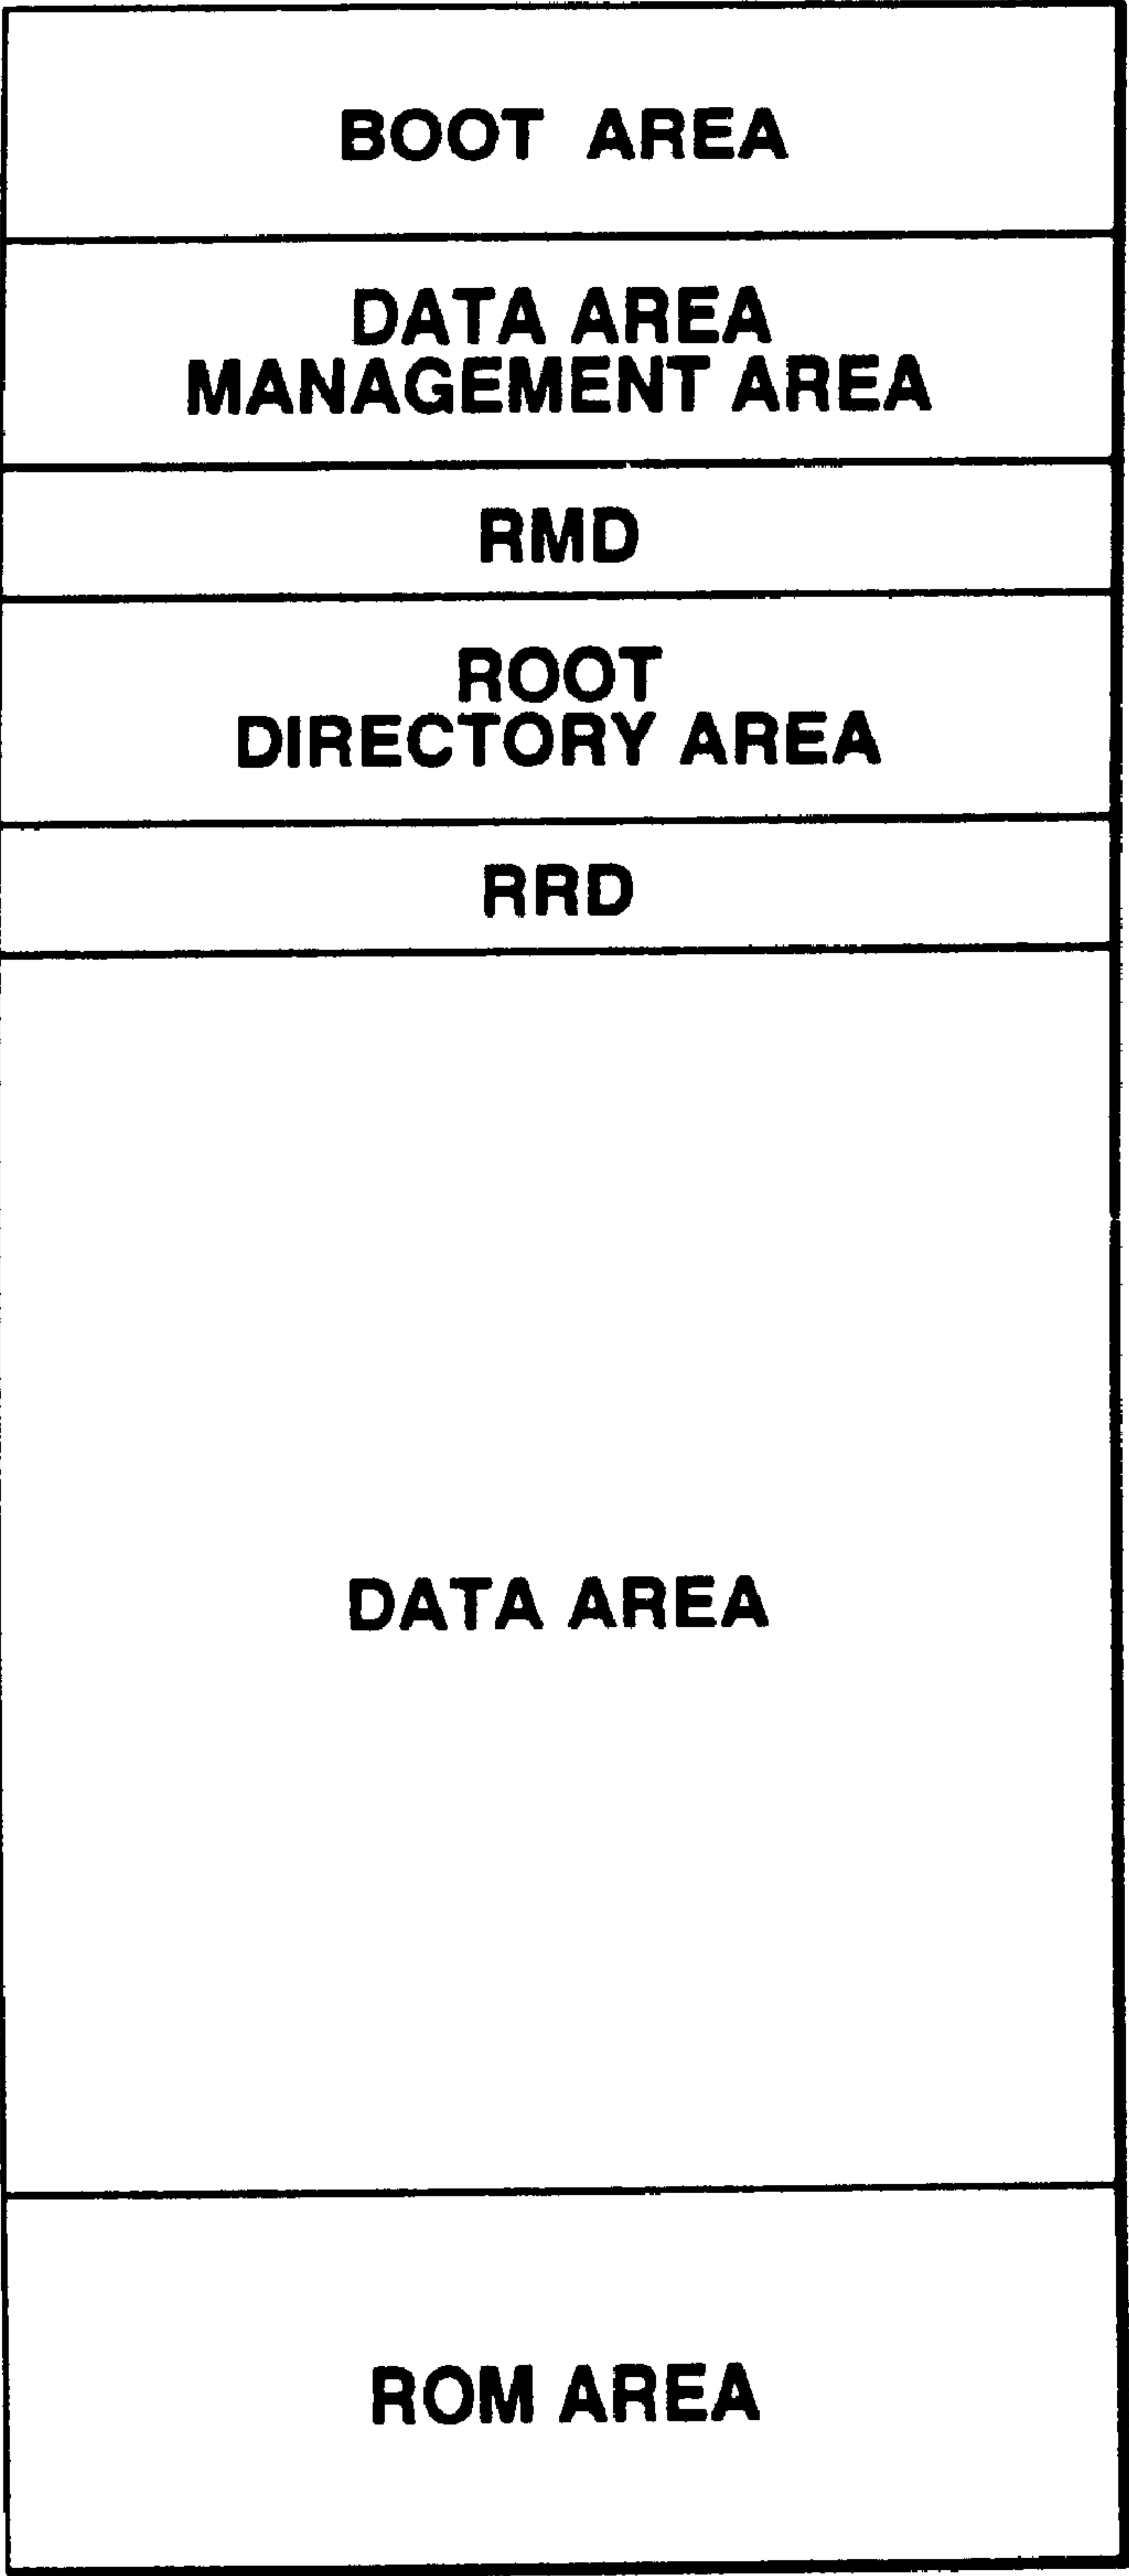 BOOT AREA
DATA AREA
MANAGEMENT AREA
RMD
ROOT
DIRECTORY AREA
RRD
DATA AREA
ROM AREA